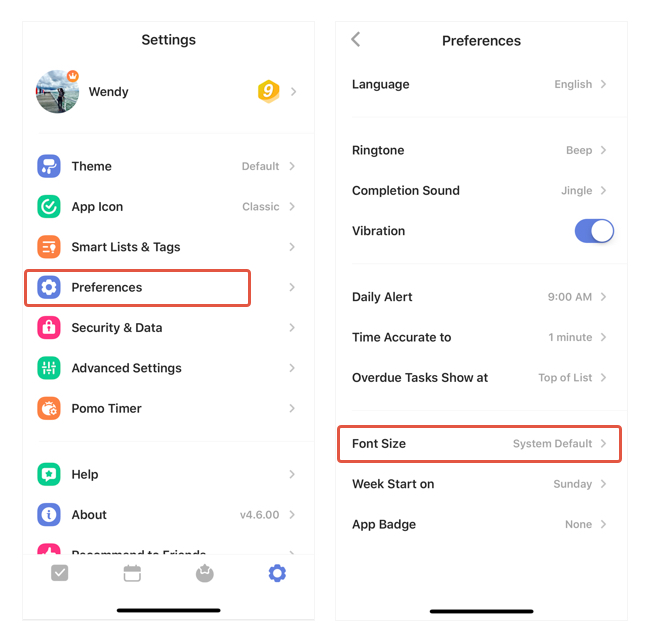 Settings
Wendy
9
Theme Default
App Icon Classic
Smart Lists & Tags
Preferences
Security & Data
Advanced Settings
Pomo Timer
Help
About v4.6.00
Recommend to Friends
Preferences
Language English
Ringtone Beep
Completion Sound Jingle
Vibration
Daily Alert 9:00 AM
Time Accurate to 1 minute
Overdue Tasks Show at Top of List
Font Size System Default
Week Start on Sunday
App Badge None